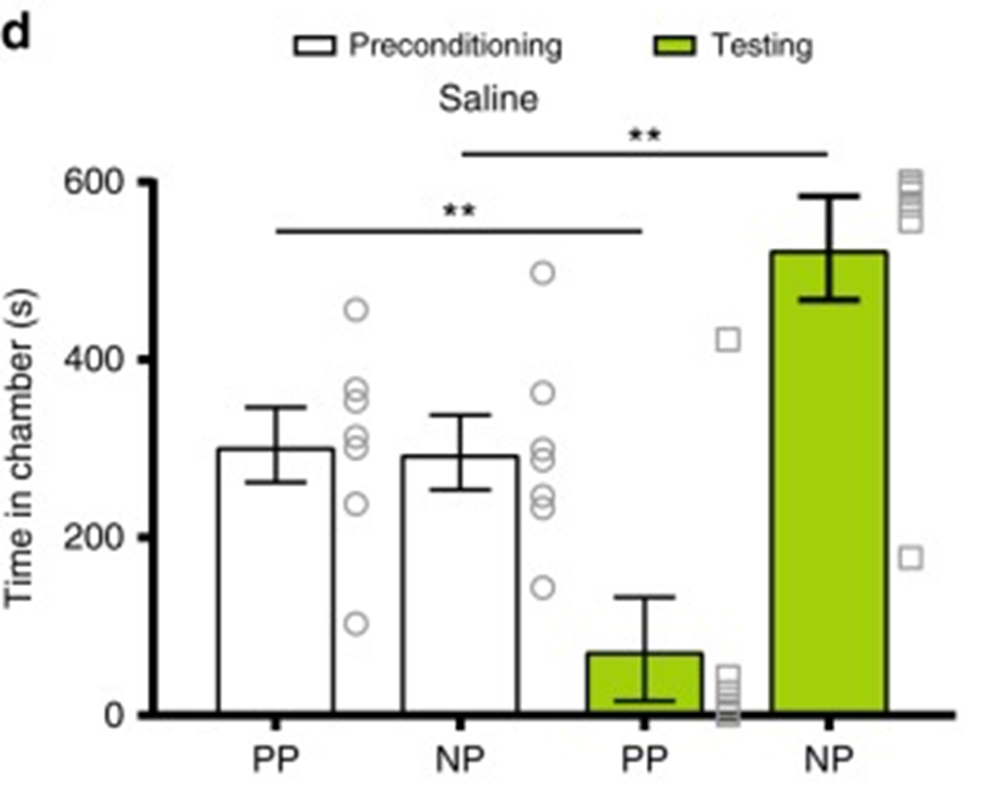 d
Preconditioning Testing
Saline
**
**
600
400
200
0
Time in chamber (s)
PP NP PP NP